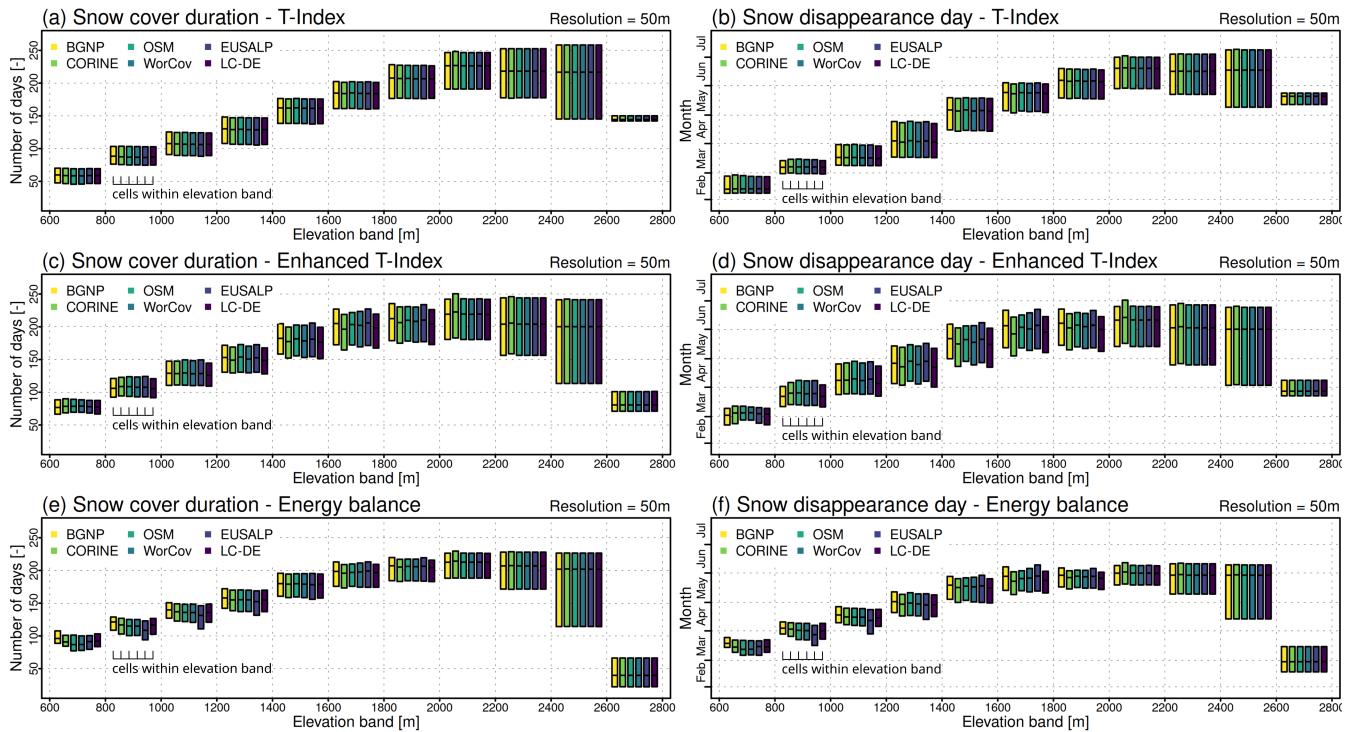 (a) Snow cover duration - T-Index
Resolution = 50m
BGNP OSM EUSALP
CORINE WorCov LC-DE
Number of days [-]
50 100 150 200 250
cells within elevation band
600 800 1000 1200 1400 1600 1800 2000 2200 2400 2600 2800
Elevation band [m]
(b) Snow disappearance day - T-Index
Resolution = 50m
BGNP OSM EUSALP
CORINE WorCov LC-DE
Month
Feb Mar Apr May Jun Jul
cells within elevation band
600 800 1000 1200 1400 1600 1800 2000 2200 2400 2600 2800
Elevation band [m]
(c) Snow cover duration - Enhanced T-Index
Resolution = 50m
BGNP OSM EUSALP
CORINE WorCov LC-DE
Number of days [-]
50 100 150 200 250
cells within elevation band
600 800 1000 1200 1400 1600 1800 2000 2200 2400 2600 2800
Elevation band [m]
(d) Snow disappearance day - Enhanced T-Index
Resolution = 50m
BGNP OSM EUSALP
CORINE WorCov LC-DE
Month
Feb Mar Apr May Jun Jul
cells within elevation band
600 800 1000 1200 1400 1600 1800 2000 2200 2400 2600 2800
Elevation band [m]
(e) Snow cover duration - Energy balance
Resolution = 50m
BGNP OSM EUSALP
CORINE WorCov LC-DE
Number of days [-]
50 100 150 200 250
cells within elevation band
600 800 1000 1200 1400 1600 1800 2000 2200 2400 2600 2800
Elevation band [m]
(f) Snow disappearance day - Energy balance
Resolution = 50m
BGNP OSM EUSALP
CORINE WorCov LC-DE
Month
Feb Mar Apr May Jun Jul
cells within elevation band
600 800 1000 1200 1400 1600 1800 2000 2200 2400 2600 2800
Elevation band [m]